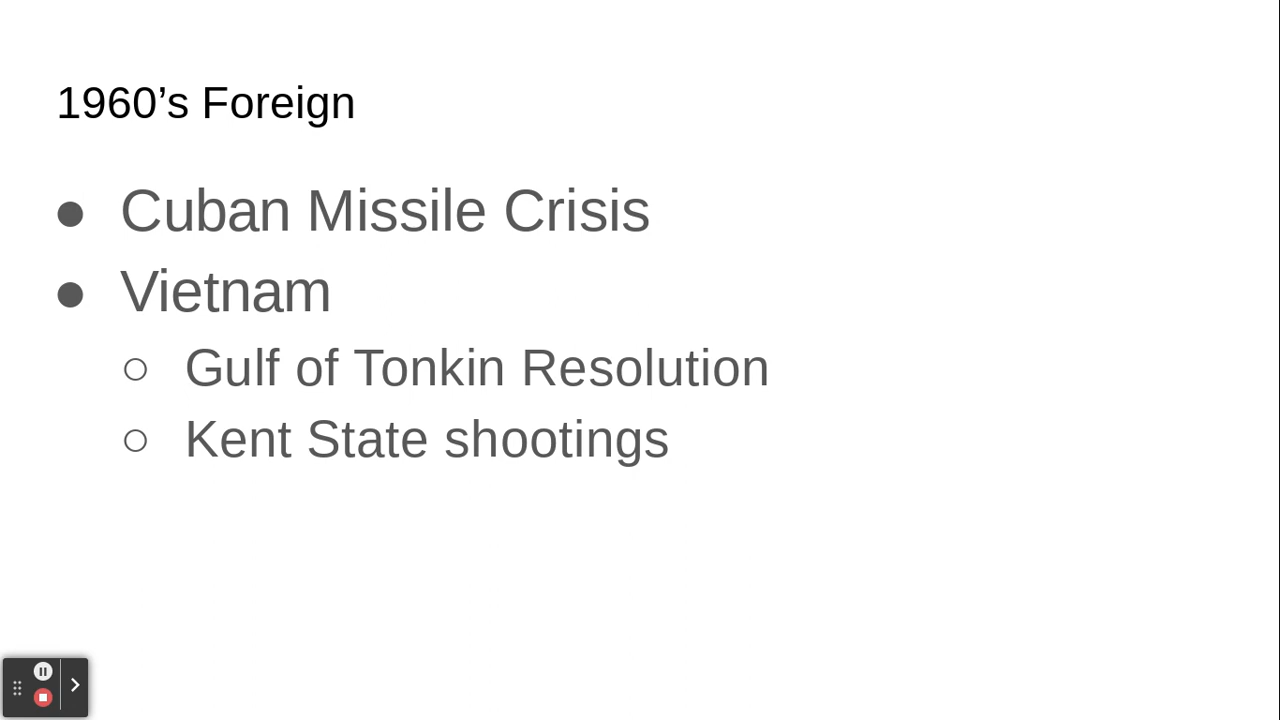 1960’s Foreign
● Cuban Missile Crisis
● Vietnam
○ Gulf of Tonkin Resolution
○ Kent State shootings